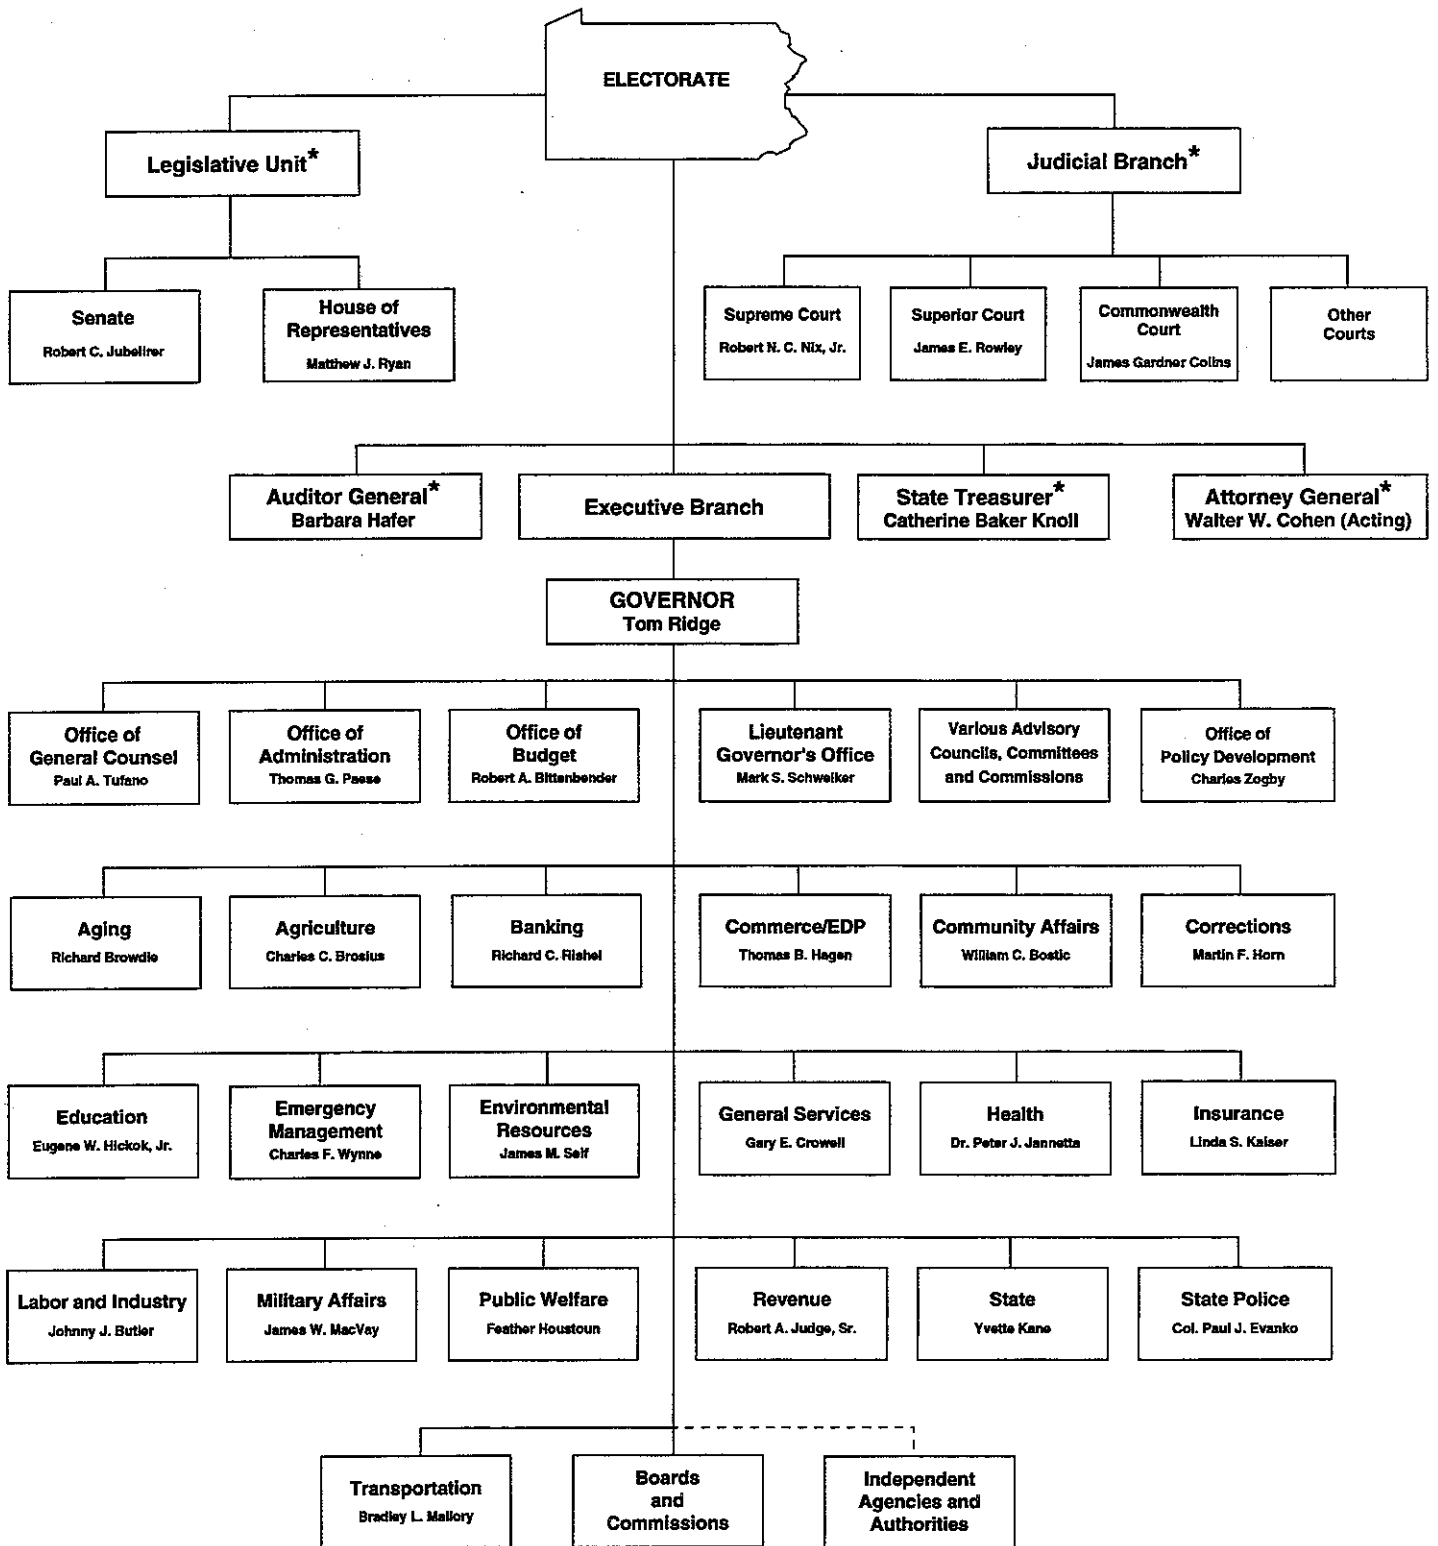 ELECTORATE
Legislative Unit*
Judicial Branch*
Senate
Robert C. Jubelirer
House of
Representatives
Matthew J. Ryan
Supreme Court
Robert N. C. Nix, Jr.
Superior Court
James E. Rowley
Commonwealth
Court
James Gardner Colins
Other
Courts
Auditor General*
Barbara Hafer
Executive Branch
State Treasurer*
Catherine Baker Knoll
Attorney General*
Walter W. Cohen (Acting)
GOVERNOR
Tom Ridge
Office of
General Counsel
Paul A. Tufano
Office of
Administration
Thomas G. Paese
Office of
Budget
Robert A. Bittenbender
Lieutenant
Governor's Office
Mark S. Schweiker
Various Advisory
Councils, Committees
and Commissions
Office of
Policy Development
Charles Zogby
Aging
Richard Browdie
Agriculture
Charles C. Brosius
Banking
Richard C. Rishel
Commerce/EDP
Thomas B. Hagen
Community Affairs
William C. Bostic
Corrections
Martin F. Horn
Education
Eugene W. Hickok, Jr.
Emergency
Management
Charles F. Wynne
Environmental
Resources
James M. Seif
General Services
Gary E. Crowell
Health
Dr. Peter J. Jannetta
Insurance
Linda S. Kaiser
Labor and Industry
Johnny J. Butler
Military Affairs
James W. MacVay
Public Welfare
Feather Houstoun
Revenue
Robert A. Judge, Sr.
State
Yvette Kane
State Police
Col. Paul J. Evanko
Transportation
Bradley L. Mallory
Boards
and
Commissions
Independent
Agencies and
Authorities